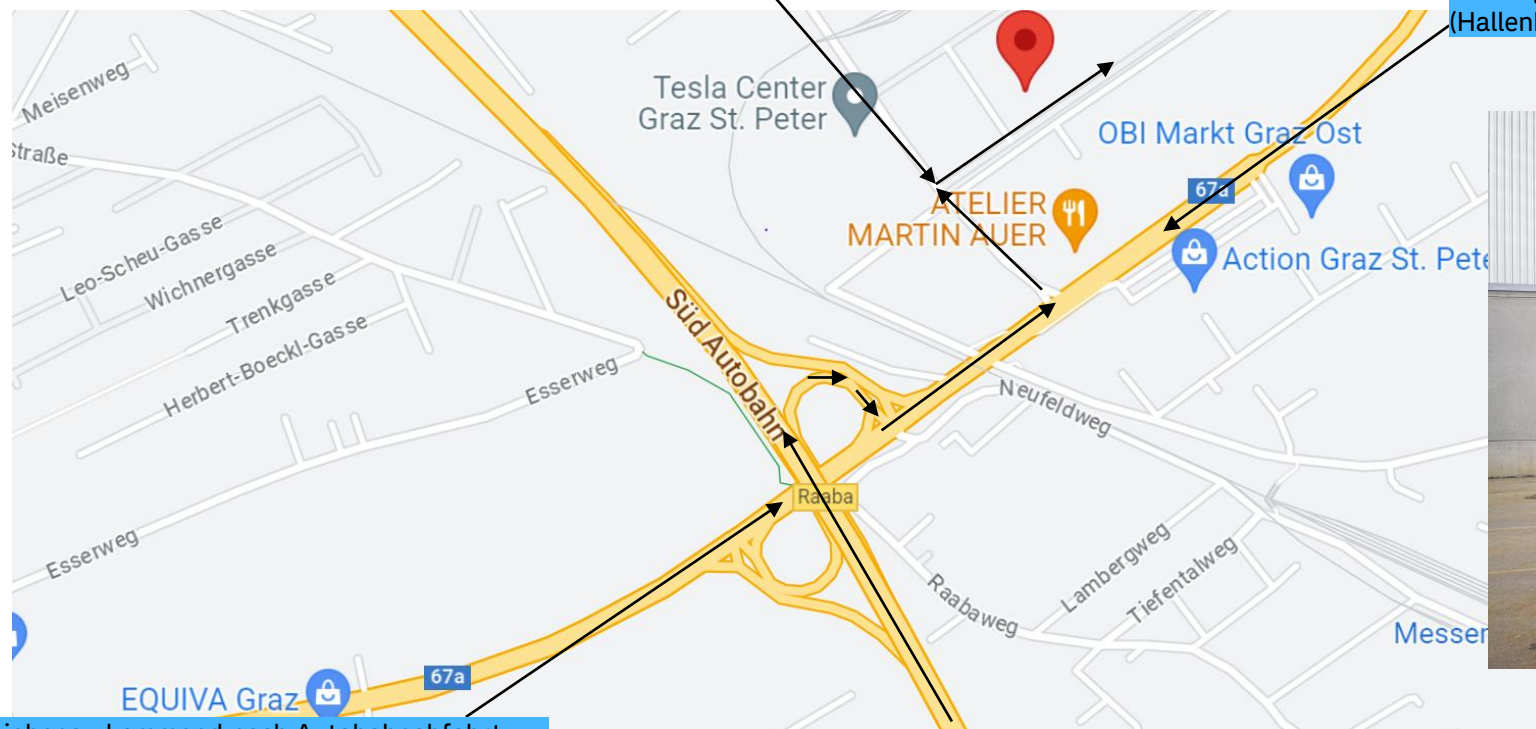 (Hallen
Meisenweg
straße
Tesla Center
Graz St. Peter
OBI Markt Graz Ost
67a
ATELIER
MARTIN AUER
Action Graz St. Pete
Leo-Scheu-Gasse
Wichnergasse
Trenkgasse
Herbert-Boeckl-Gasse
Süd Autobahn
Esserweg
Neufeldweg
Raaba
Esserweg
Lambergweg
Tiefentalweg
Raabaweg
Messer
67a
EQUIVA Graz